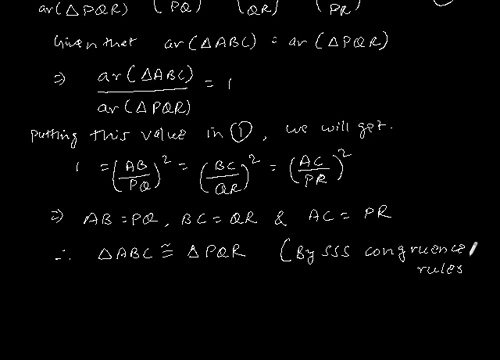 ar(△PQR) (PQ) (QR) (PR) ①
Given that ar(△ABC) = ar(△PQR)
⇒ ar(△ABC)/ar(△PQR) = 1
putting this value in ①, we will get.
1 = (AB/PQ)² = (BC/QR)² = (AC/PR)²
⇒ AB = PQ, BC = QR & AC = PR
∴ △ABC ≅ △PQR (By SSS congruence
rules